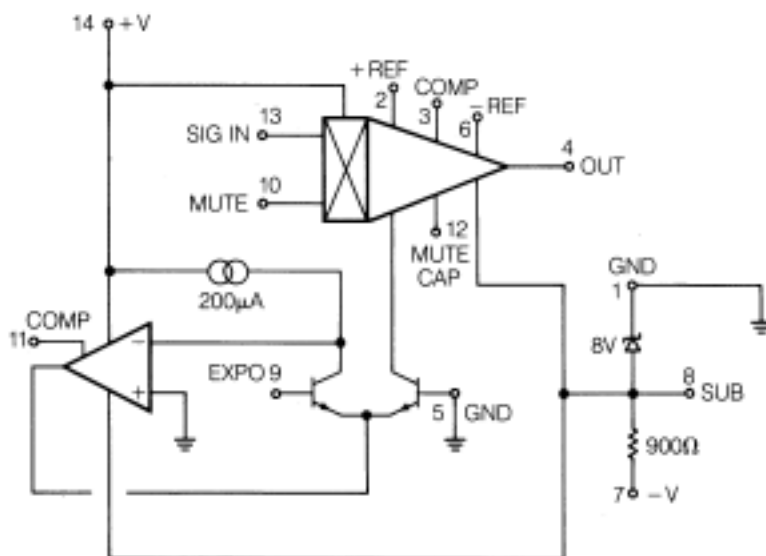 14
+V
+ REF
2
COMP
3
− REF
6
13
SIG IN
4
OUT
10
MUTE
12
MUTE
CAP
200µA
GND
1
8V
COMP
11
−
+
EXPO 9
5
GND
8
SUB
900Ω
7
−V